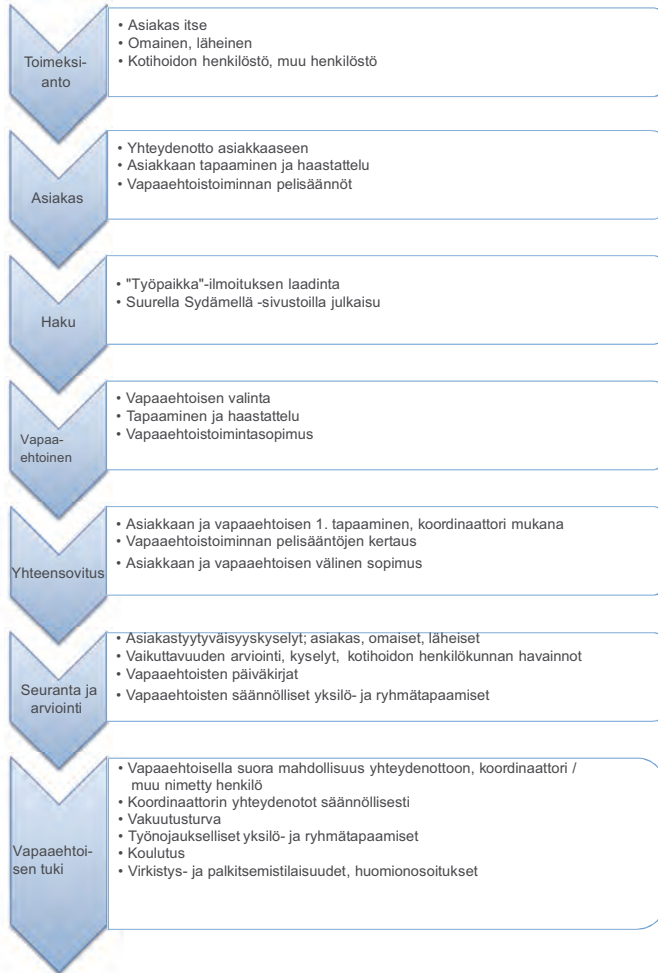 Toimeksi-
anto
• Asiakas itse
• Omainen, läheinen
• Kotihoidon henkilöstö, muu henkilöstö
Asiakas
• Yhteydenotto asiakkaaseen
• Asiakkaan tapaaminen ja haastattelu
• Vapaaehtoistoiminnan pelisäännöt
Haku
• "Työpaikka"-ilmoituksen laadinta
• Suurella Sydämellä -sivustoilla julkaisu
Vapaa-
ehtoinen
• Vapaaehtoisen valinta
• Tapaaminen ja haastattelu
• Vapaaehtoistoimintasopimus
Yhteensovitus
• Asiakkaan ja vapaaehtoisen 1. tapaaminen, koordinaattori mukana
• Vapaaehtoistoiminnan pelisääntöjen kertaus
• Asiakkaan ja vapaaehtoisen välinen sopimus
Seuranta ja
arviointi
• Asiakastyytyväisyyskyselyt; asiakas, omaiset, läheiset
• Vaikuttavuuden arviointi, kyselyt, kotihoidon henkilökunnan havainnot
• Vapaaehtoisten päiväkirjat
• Vapaaehtoisten säännölliset yksilö- ja ryhmätapaamiset
Vapaaehtoi-
sen tuki
• Vapaaehtoisella suora mahdollisuus yhteydenottoon, koordinaattori /
muu nimetty henkilö
• Koordinaattorin yhteydenotot säännöllisesti
• Vakuutusturva
• Työnojaukselliset yksilö- ja ryhmätapaamiset
• Koulutus
• Virkistys- ja palkitsemistilaisuudet, huomionosoitukset